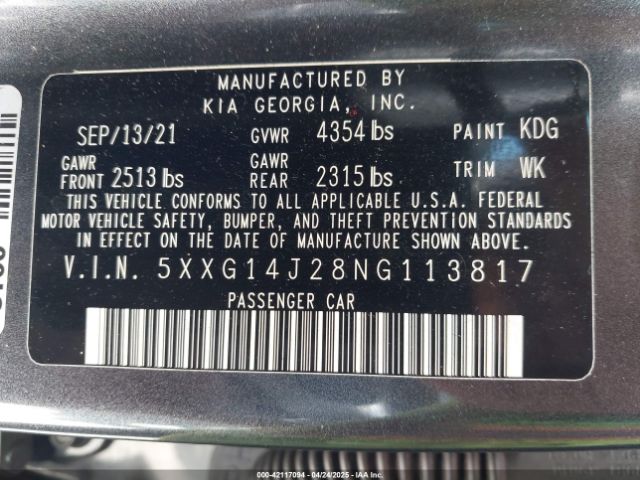 MANUFACTURED BY
KIA GEORGIA, INC.
SEP/13/21 GVWR 4354 lbs PAINT KDG
GAWR FRONT 2513 lbs GAWR REAR 2315 lbs TRIM WK
THIS VEHICLE CONFORMS TO ALL APPLICABLE U.S.A. FEDERAL
MOTOR VEHICLE SAFETY, BUMPER, AND THEFT PREVENTION STANDARDS
IN EFFECT ON THE DATE OF MANUFACTURE SHOWN ABOVE.
V.I.N. 5XXG14J28NG113817
PASSENGER CAR
000-42117094 - 04/24/2025 - IAA Inc.